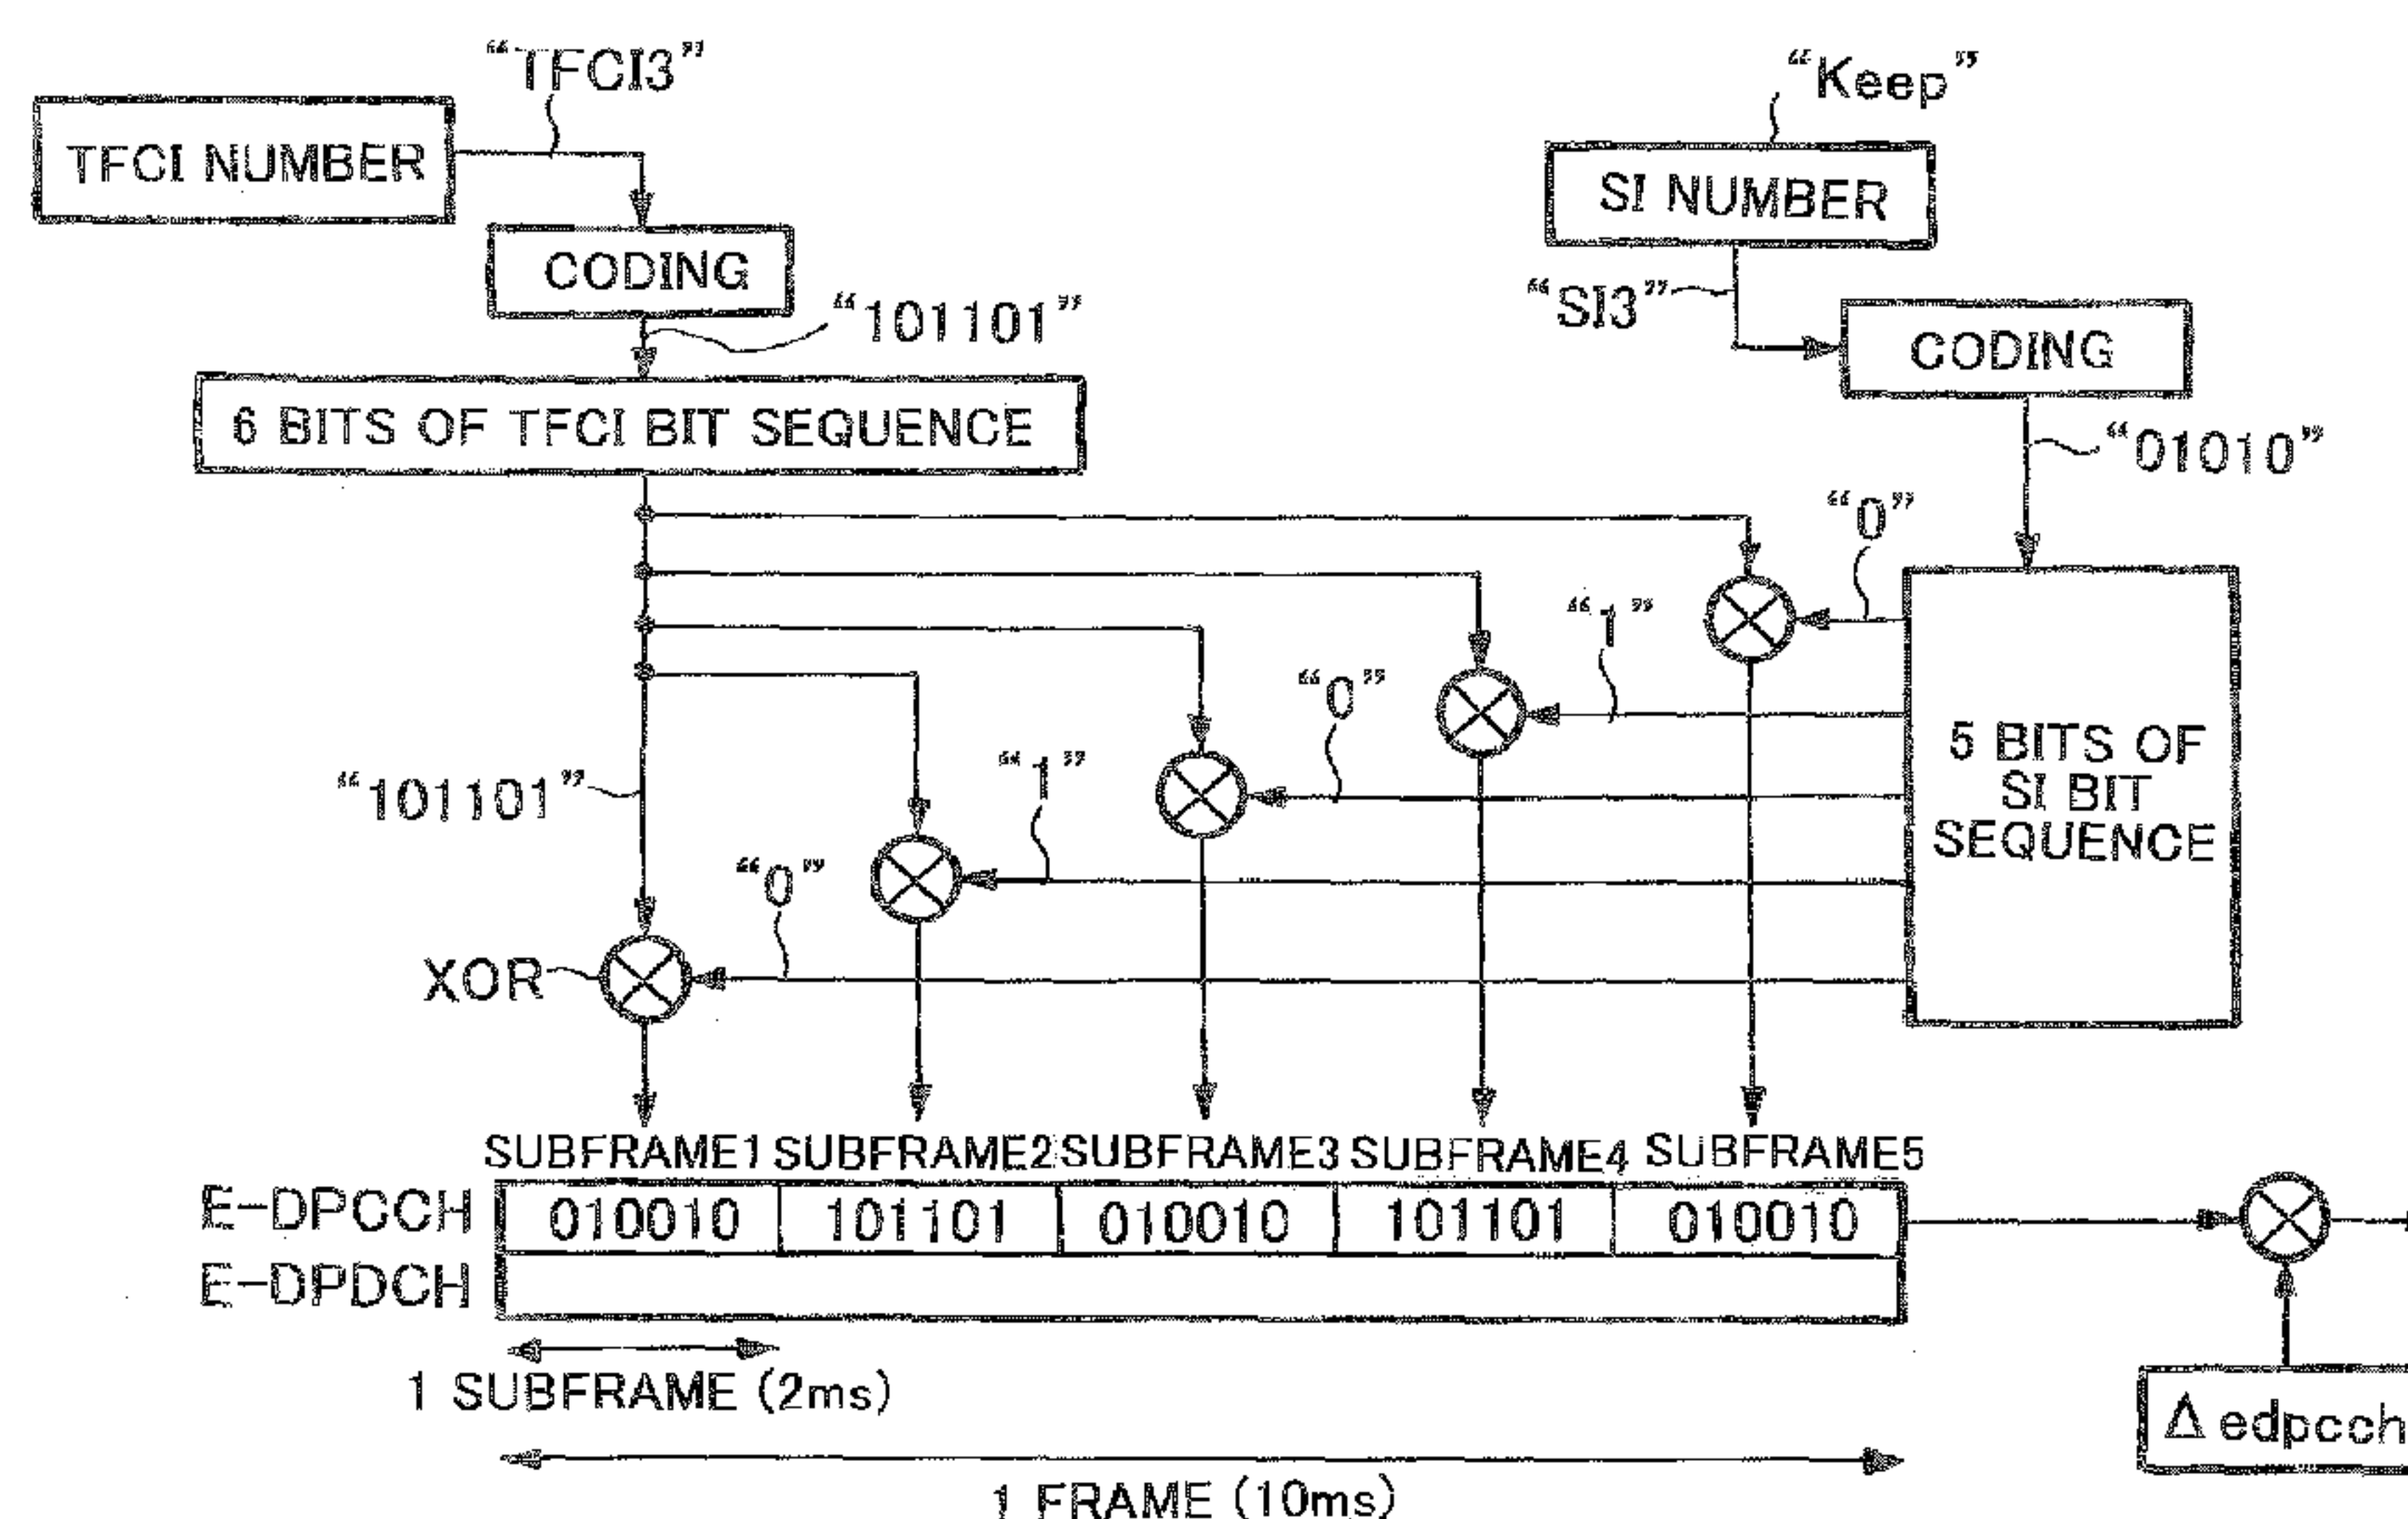 “TFCI3”
“Keep”
TFCI NUMBER
SI NUMBER
CODING
“SI3”
“101101”
CODING
6 BITS OF TFCI BIT SEQUENCE
“01010”
“0”
“1”
“0”
5 BITS OF
SI BIT
SEQUENCE
“101101”
“1”
“0”
XOR
SUBFRAME1 SUBFRAME2 SUBFRAME3 SUBFRAME4 SUBFRAME5
E-DPCCH 010010 101101 010010 101101 010010
E-DPDCH
1 SUBFRAME (2ms)
Δ edpcch
1 FRAME (10ms)